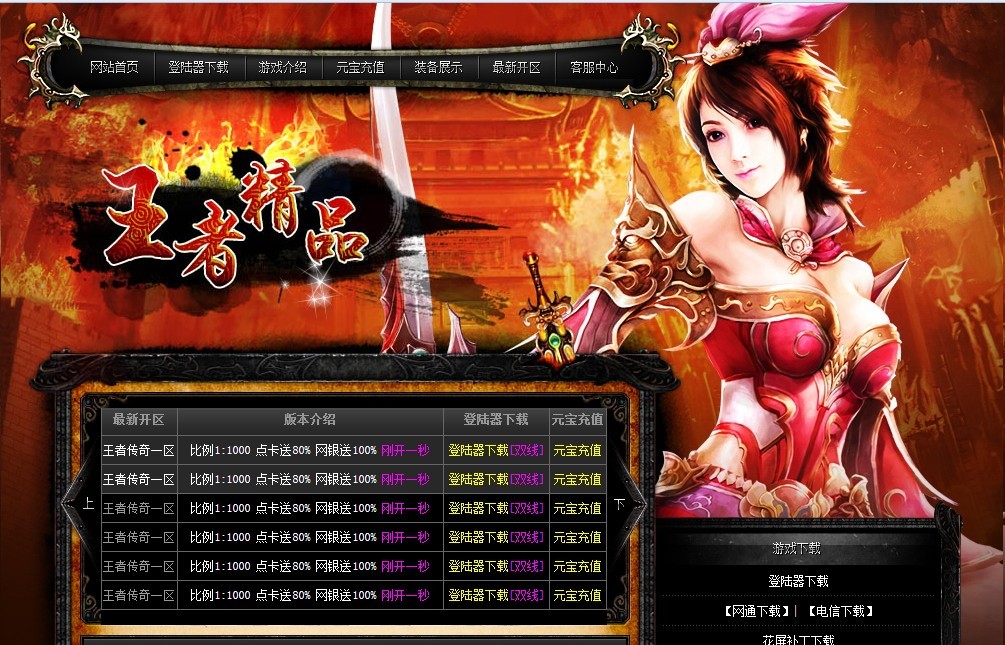 网站首页 登陆器下载 游戏介绍 元宝充值 装备展示 最新开区 客服中心
王者精品
最新开区 版本介绍 登陆器下载 元宝充值
王者传奇一区 比例1:1000 点卡送80% 网银送100% 刚开一秒 登陆器下载[双线] 元宝充值
王者传奇一区 比例1:1000 点卡送80% 网银送100% 刚开一秒 登陆器下载[双线] 元宝充值
上 王者传奇一区 比例1:1000 点卡送80% 网银送100% 刚开一秒 登陆器下载[双线] 元宝充值 下
王者传奇一区 比例1:1000 点卡送80% 网银送100% 刚开一秒 登陆器下载[双线] 元宝充值
王者传奇一区 比例1:1000 点卡送80% 网银送100% 刚开一秒 登陆器下载[双线] 元宝充值
王者传奇一区 比例1:1000 点卡送80% 网银送100% 刚开一秒 登陆器下载[双线] 元宝充值
游戏下载
登陆器下载
【网通下载】| 【电信下载】
花屏补丁下载